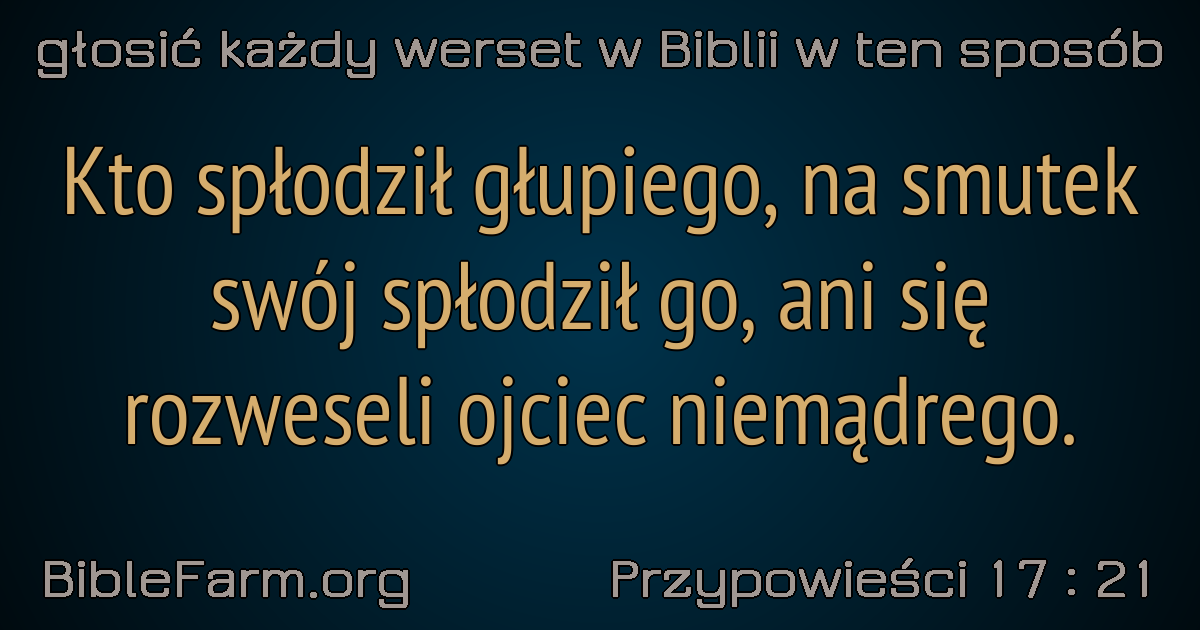 głosić każdy werset w Biblii w ten sposób
Kto spłodził głupiego, na smutek
swój spłodził go, ani się
rozweseli ojciec niemądrego.
BibleFarm.org
Przypowieści 17 : 21